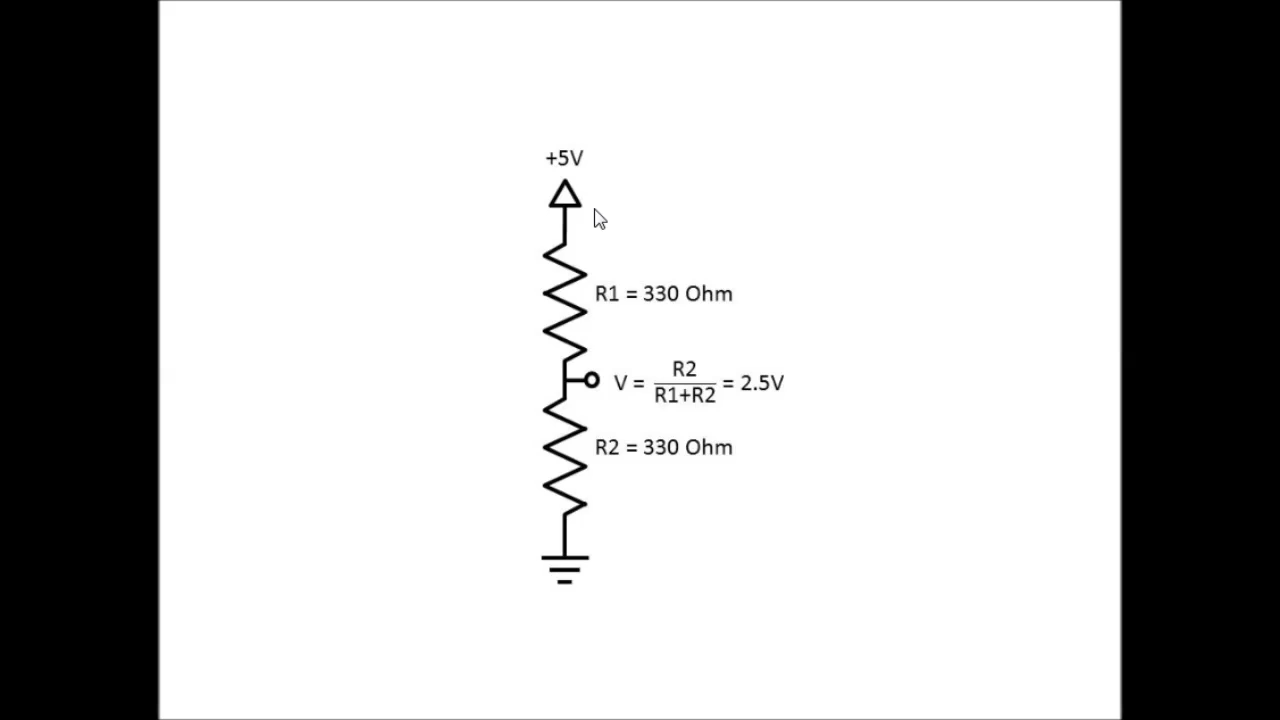 +5V
R1 = 330 Ohm
V = R2/R1+R2 = 2.5V
R2 = 330 Ohm